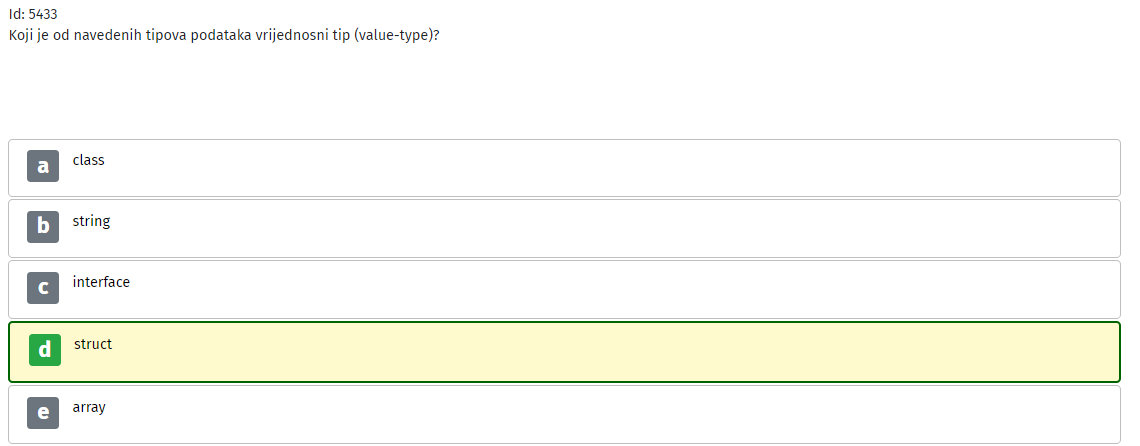 Id: 5433
Koji je od navedenih tipova podataka vrijednosni tip (value-type)?
a class
b string
c interface
d struct
e array